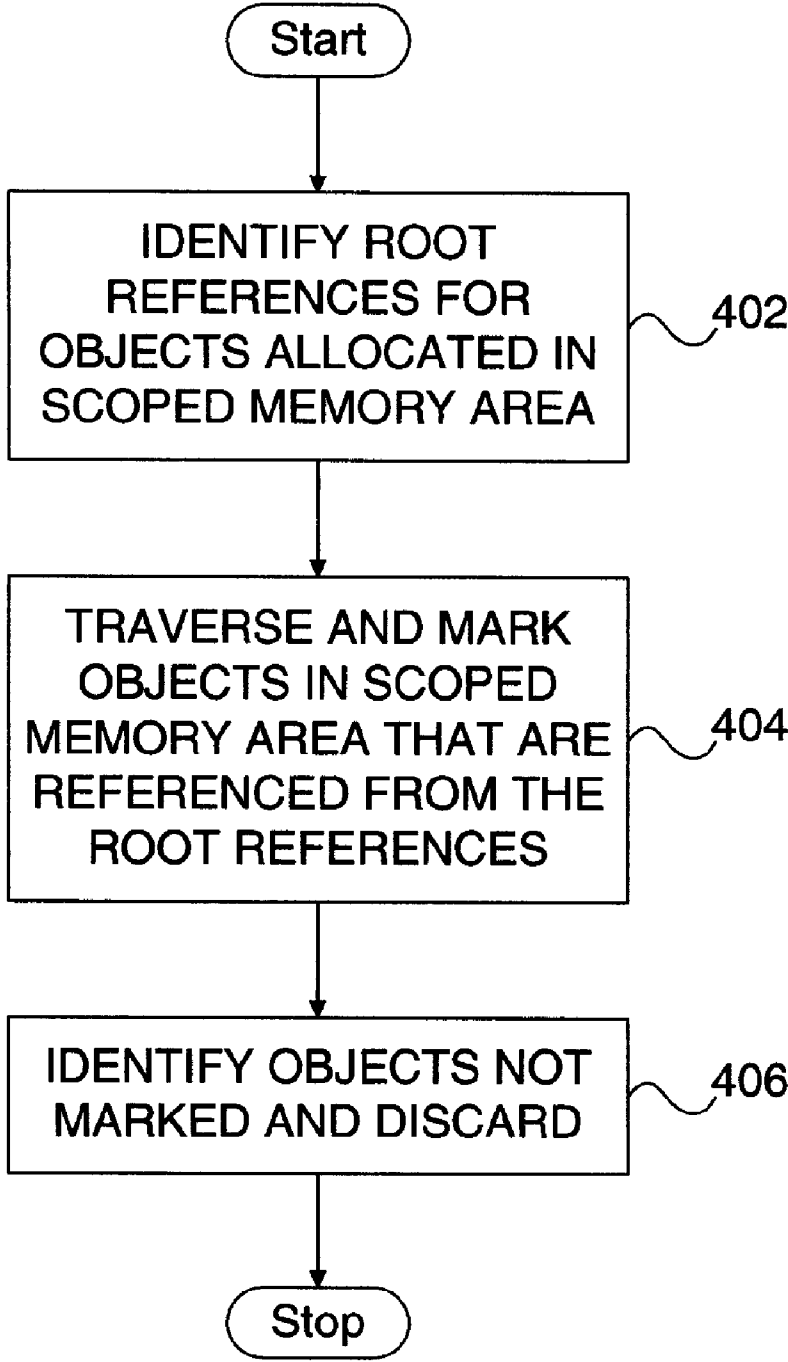 Start
IDENTIFY ROOT
REFERENCES FOR
OBJECTS ALLOCATED IN
SCOPED MEMORY AREA
402
TRAVERSE AND MARK
OBJECTS IN SCOPED
MEMORY AREA THAT ARE
REFERENCED FROM THE
ROOT REFERENCES
404
IDENTIFY OBJECTS NOT
MARKED AND DISCARD
406
Stop